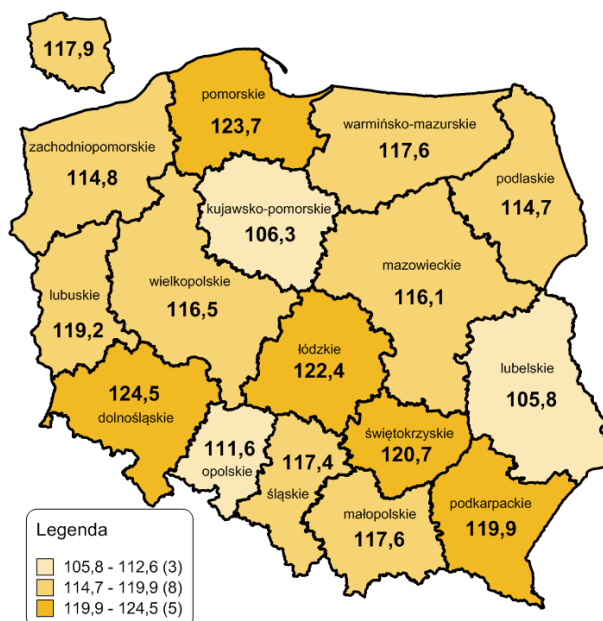 117,9
pomorskie
123,7
warmińsko-mazurskie
117,6
zachodniopomorskie
114,8
podlaskie
114,7
kujawsko-pomorskie
106,3
mazowieckie
116,1
wielkopolskie
116,5
lubuskie
119,2
łódzkie
122,4
lubelskie
105,8
124,5
dolnośląskie
świętokrzyskie
120,7
111,6
opolskie
117,4
śląskie
podkarpackie
119,9
małopolskie
117,6
Legenda
105,8 - 112,6 (3)
114,7 - 119,9 (8)
119,9 - 124,5 (5)